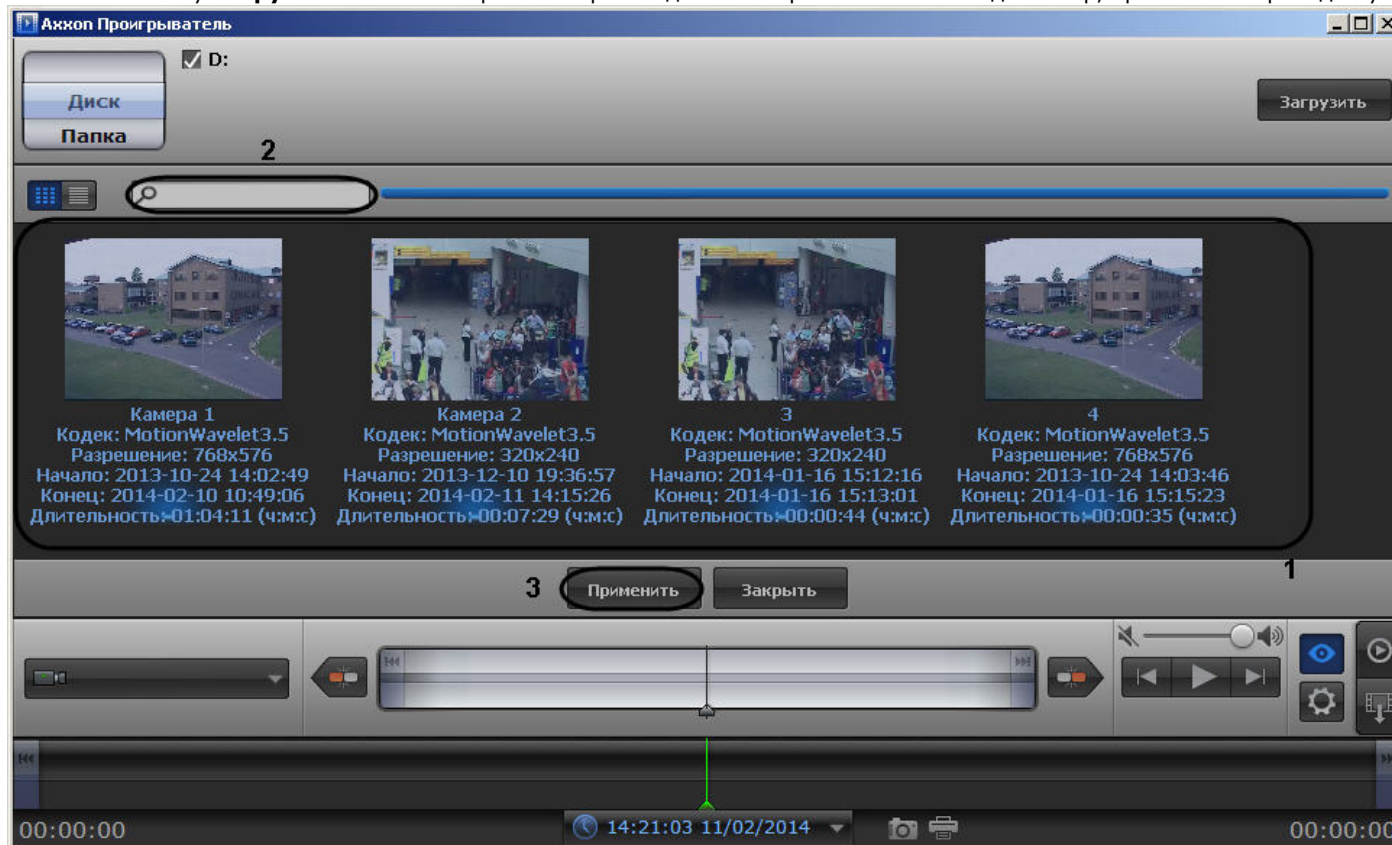 Axxon Проигрыватель
D:
Диск
Папка
Загрузить
2
Камера 1
Кодек: MotionWavelet3.5
Разрешение: 768x576
Начало: 2013-10-24 14:02:49
Конец: 2014-02-10 10:49:06
Длительность: 01:04:11 (ч:м:с)
Камера 2
Кодек: MotionWavelet3.5
Разрешение: 320x240
Начало: 2013-12-10 19:36:57
Конец: 2014-02-11 14:15:26
Длительность: 00:07:29 (ч:м:с)
3
Кодек: MotionWavelet3.5
Разрешение: 320x240
Начало: 2014-01-16 15:12:16
Конец: 2014-01-16 15:13:01
Длительность: 00:00:44 (ч:м:с)
4
Кодек: MotionWavelet3.5
Разрешение: 768x576
Начало: 2013-10-24 14:03:46
Конец: 2014-01-16 15:15:23
Длительность: 00:00:35 (ч:м:с)
1
3 Применить Закрыть
00:00:00 14:21:03 11/02/2014 00:00:00